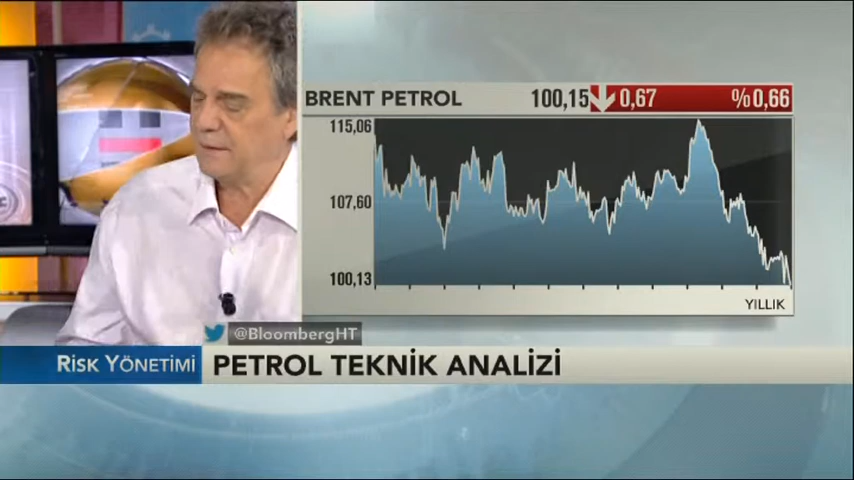 BRENT PETROL 100,15 0,67 %0,66
115,06
107,60
100,13
YILLIK
@BloombergHT
RİSK YÖNETİMİ PETROL TEKNİK ANALİZİ